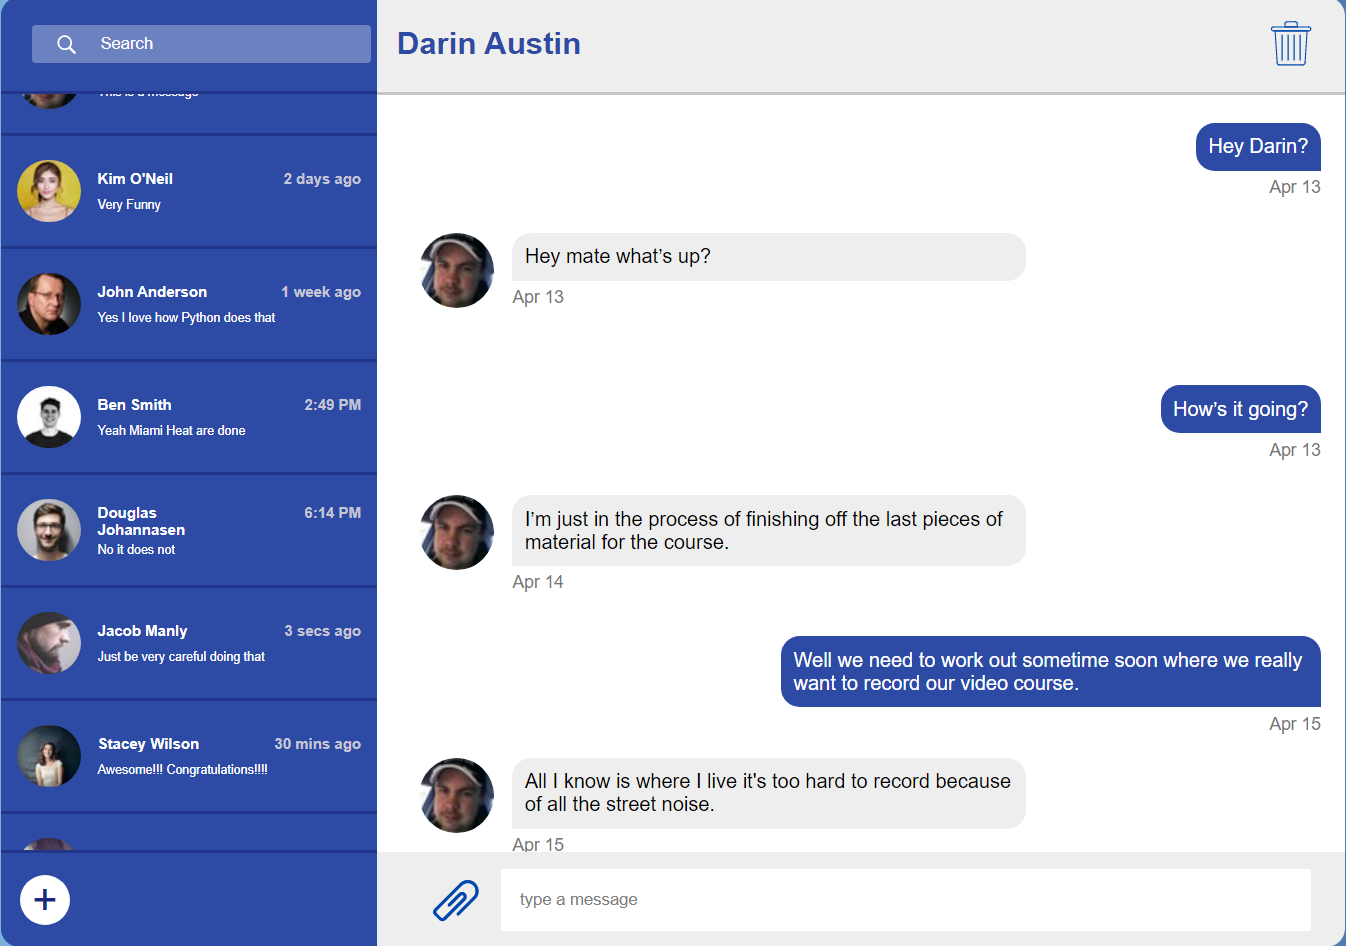 Search
This is a message
Kim O'Neil
2 days ago
Very Funny
John Anderson
1 week ago
Yes I love how Python does that
Ben Smith
2:49 PM
Yeah Miami Heat are done
Douglas
Johannasen
6:14 PM
No it does not
Jacob Manly
3 secs ago
Just be very careful doing that
Stacey Wilson
30 mins ago
Awesome!!! Congratulations!!!!
Darin Austin
Hey Darin?
Apr 13
Hey mate what’s up?
Apr 13
How’s it going?
Apr 13
I’m just in the process of finishing off the last pieces of
material for the course.
Apr 14
Well we need to work out sometime soon where we really
want to record our video course.
Apr 15
All I know is where I live it's too hard to record because
of all the street noise.
Apr 15
type a message